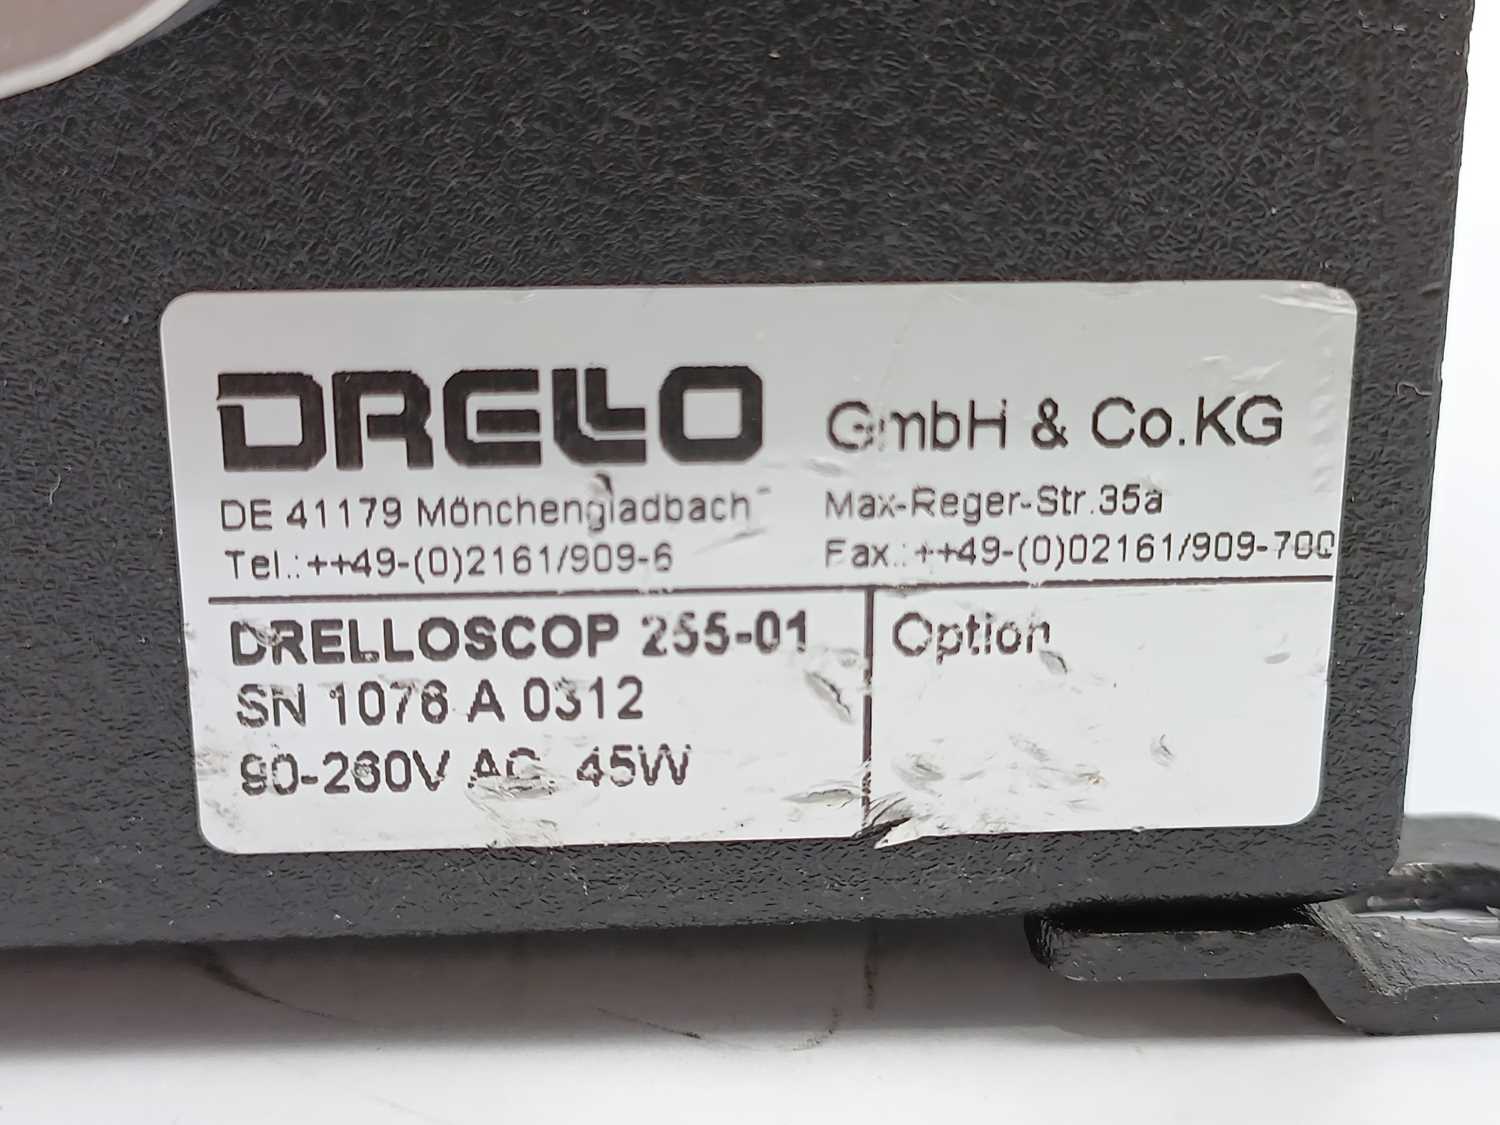 DRELLO GmbH & Co.KG
DE 41179 Mönchengladbach Max-Reger-Str.35a
Tel.:++49-(0)2161/909-6 Fax.:++49-(0)02161/909-700
DRELLOSCOP 255-01 Option
SN 1076 A 0312
90-260V AC. 45W